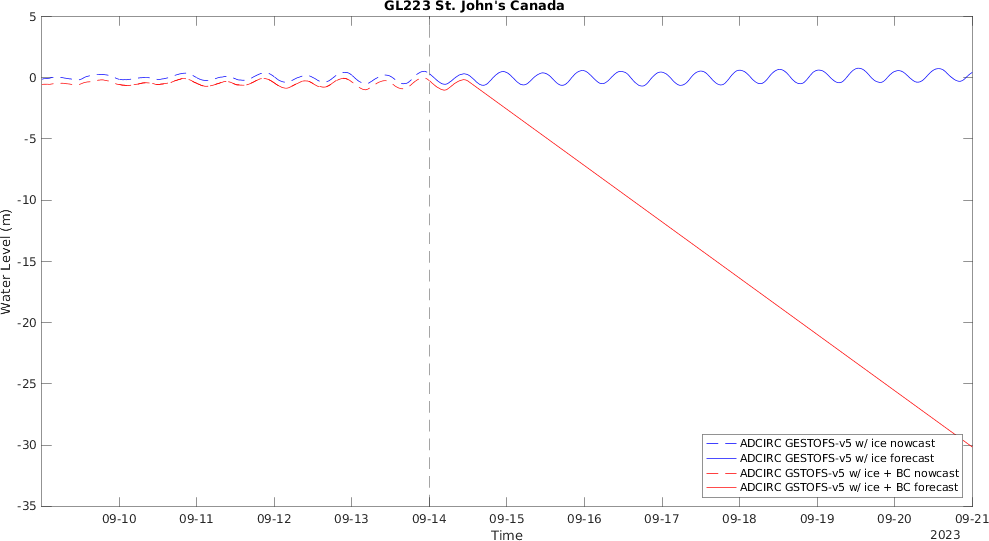 GL223 St. John's Canada
5
0
-5
-10
-15
-20
-25
-30
-35
Water Level (m)
ADCIRC GESTOFS-v5 w/ ice nowcast
ADCIRC GESTOFS-v5 w/ ice forecast
ADCIRC GSTOFS-v5 w/ ice + BC nowcast
ADCIRC GSTOFS-v5 w/ ice + BC forecast
09-10 09-11 09-12 09-13 09-14 09-15 09-16 09-17 09-18 09-19 09-20 09-21
Time
2023